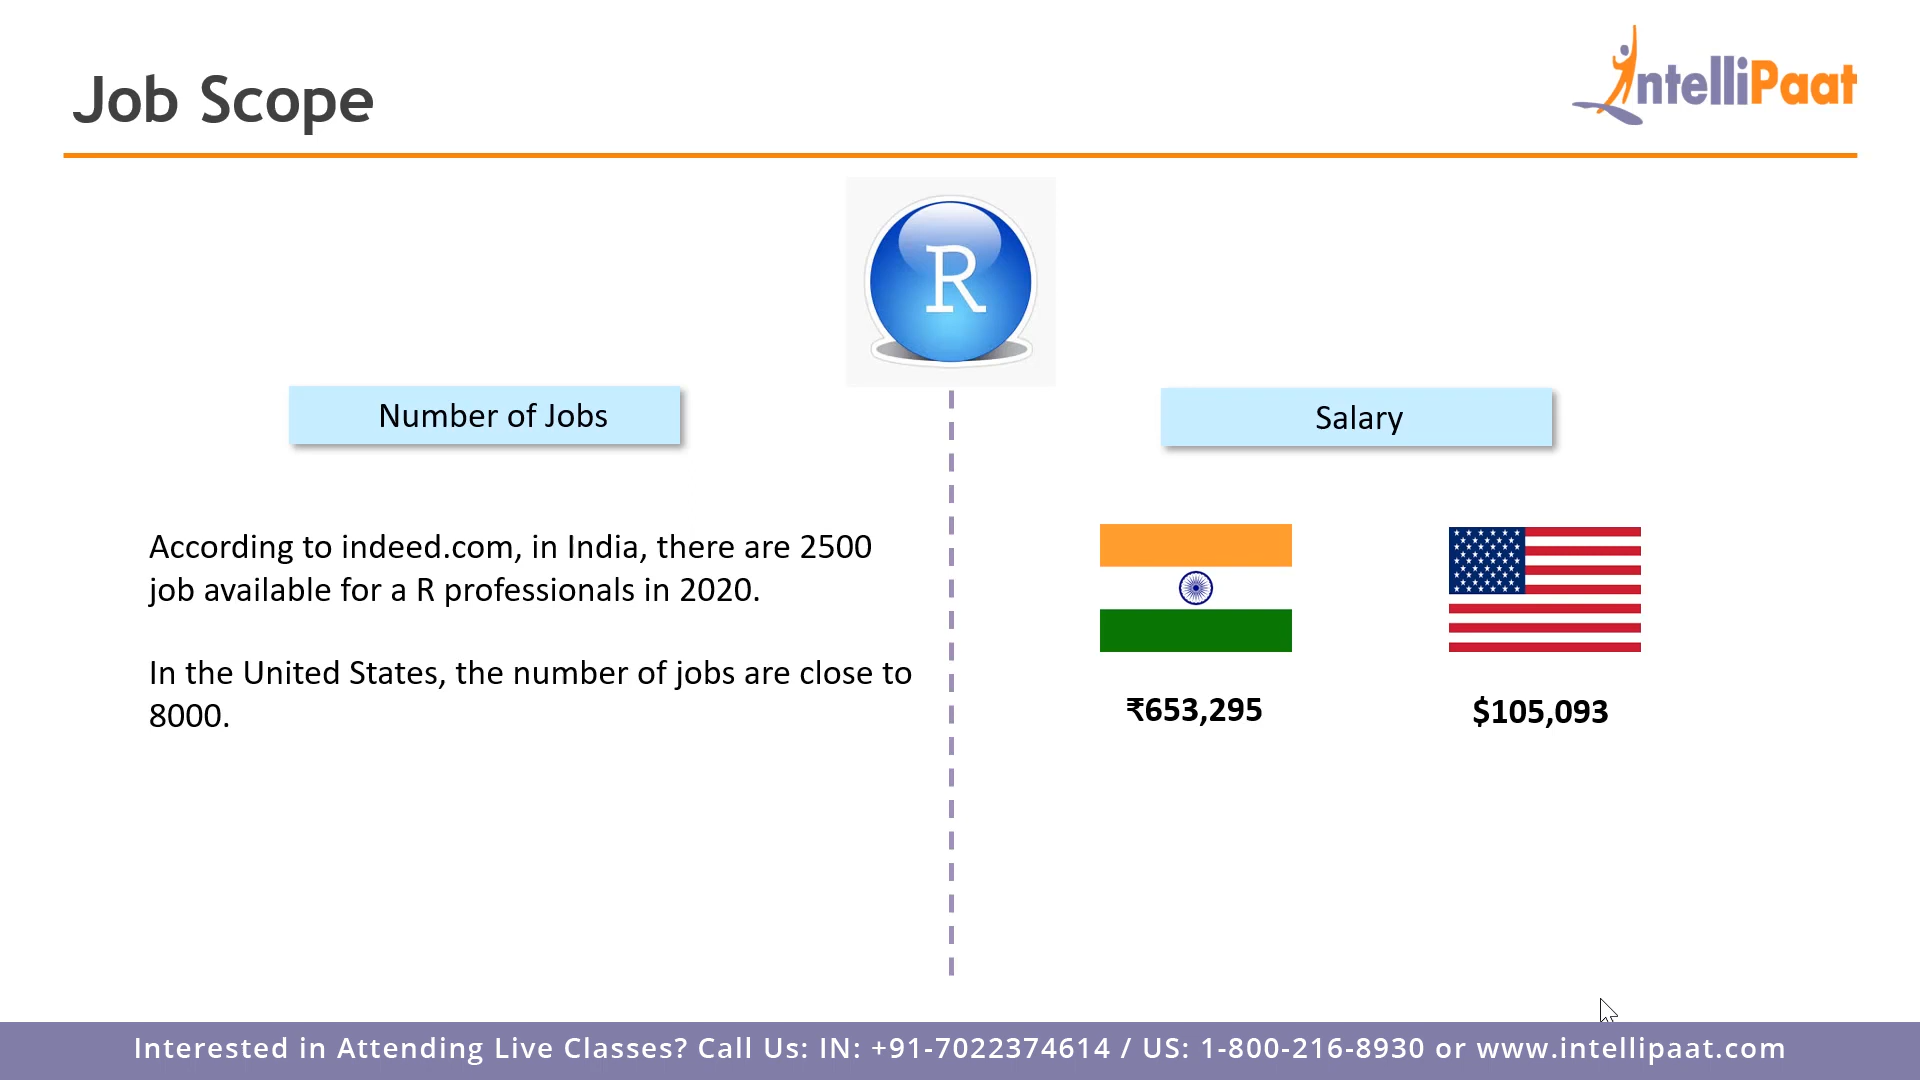 Job Scope
IntelliPaat
R
Number of Jobs
According to indeed.com, in India, there are 2500
job available for a R professionals in 2020.
In the United States, the number of jobs are close to
8000.
Salary
₹653,295
$105,093
Interested in Attending Live Classes? Call Us: IN: +91-7022374614 / US: 1-800-216-8930 or www.intellipaat.com